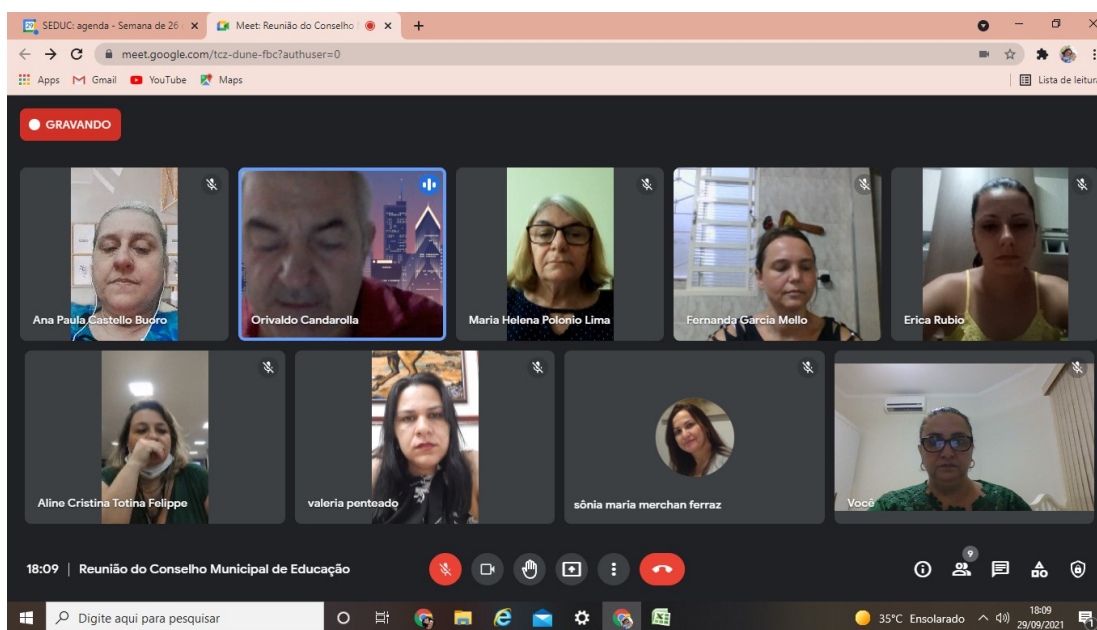 SEDUC: agenda - Semana de 26
Meet: Reunião do Conselho
meet.google.com/tcz-dune-fbc?authuser=0
Apps Gmail YouTube Maps Lista de leitura
GRAVANDO
Ana Paula Castello Buoro
Orivaldo Candarolla
Maria Helena Polonio Lima
Fernanda Garcia Mello
Erica Rubio
Aline Cristina Totina Felippe
valeria penteado
sônia maria merchan ferraz
Você
18:09 | Reunião do Conselho Municipal de Educação
9
Digite aqui para pesquisar
35°C Ensolarado
18:09
29/09/2021